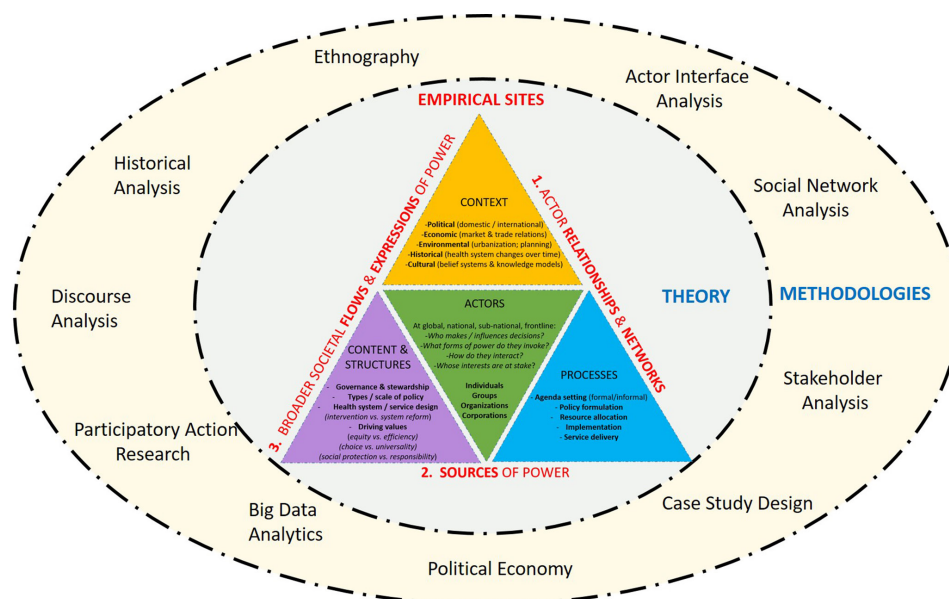 Ethnography
Actor Interface
Analysis
Historical
Analysis
Social Network
Analysis
Discourse
Analysis
THEORY
METHODOLOGIES
Stakeholder
Analysis
Participatory Action
Research
Case Study Design
Big Data
Analytics
Political Economy
EMPIRICAL SITES
1. ACTOR RELATIONSHIPS & NETWORKS
2. SOURCES OF POWER
3. BROADER SOCIETAL FLOWS & EXPRESSIONS OF POWER
CONTEXT
-Political (domestic / international)
-Economic (market & trade relations)
-Environmental (urbanization; planning)
-Historical (health system changes over time)
-Cultural (belief systems & knowledge models)
ACTORS
At global, national, sub-national, frontline:
-Who makes / influences decisions?
-What forms of power do they invoke?
-How do they interact?
-Whose interests are at stake?
Individuals
Groups
Organizations
Corporations
CONTENT &
STRUCTURES
- Governance & stewardship
- Types / scale of policy
- Health system / service design
(intervention vs. system reform)
- Driving values
(equity vs. efficiency)
(choice vs. universality)
(social protection vs. responsibility)
PROCESSES
- Agenda setting (formal/informal)
- Policy formulation
- Resource allocation
- Implementation
- Service delivery